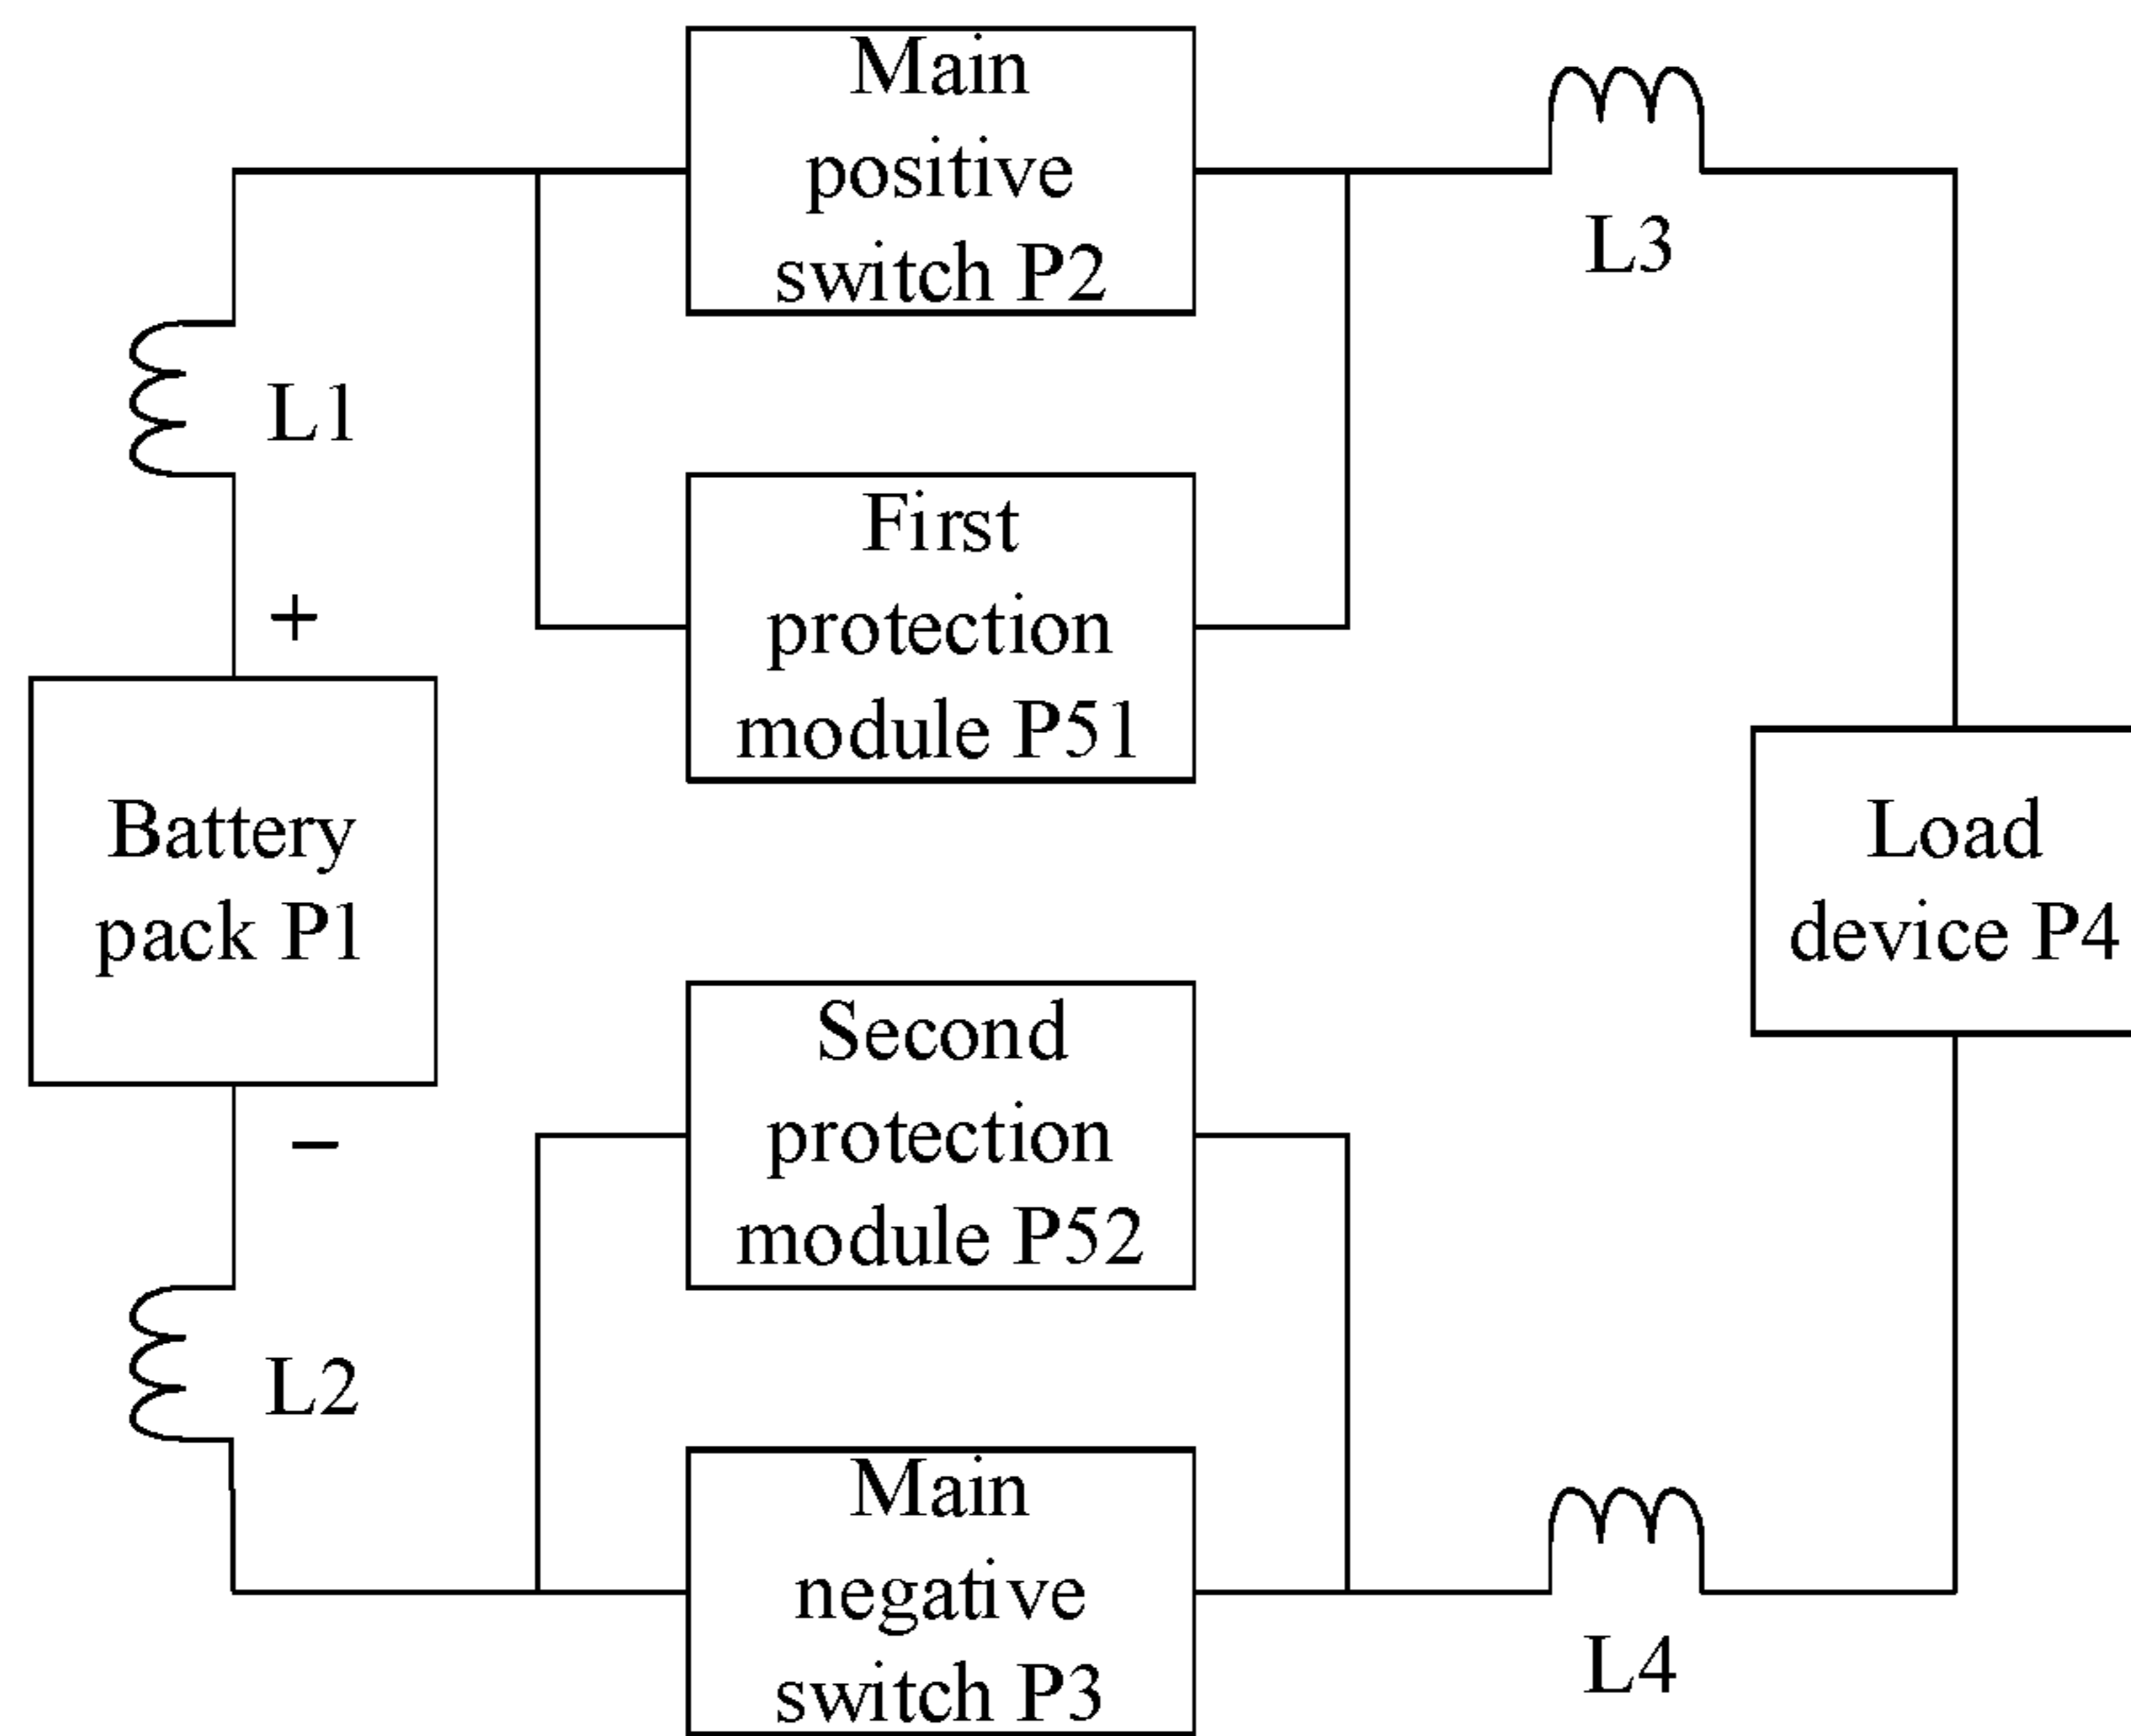 Main
positive
switch P2
L3
L1
First
protection
module P51
+
Battery
pack P1
Load
device P4
Second
protection
module P52
−
L2
Main
negative
switch P3
L4